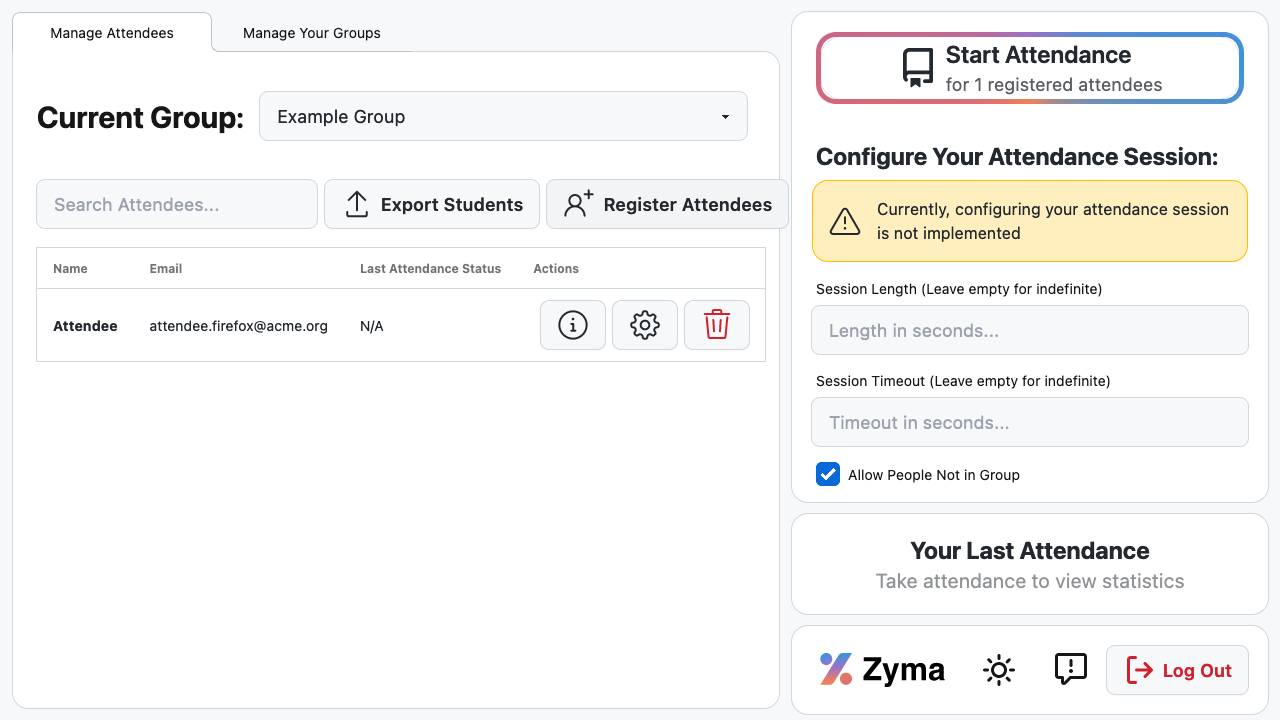 Manage Attendees
Manage Your Groups
Current Group:
Example Group
Search Attendees...
Export Students
Register Attendees
Name
Email
Last Attendance Status
Actions
Attendee
attendee.firefox@acme.org
N/A
Start Attendance
for 1 registered attendees
Configure Your Attendance Session:
Currently, configuring your attendance session
is not implemented
Session Length (Leave empty for indefinite)
Length in seconds...
Session Timeout (Leave empty for indefinite)
Timeout in seconds...
Allow People Not in Group
Your Last Attendance
Take attendance to view statistics
Zyma
Log Out